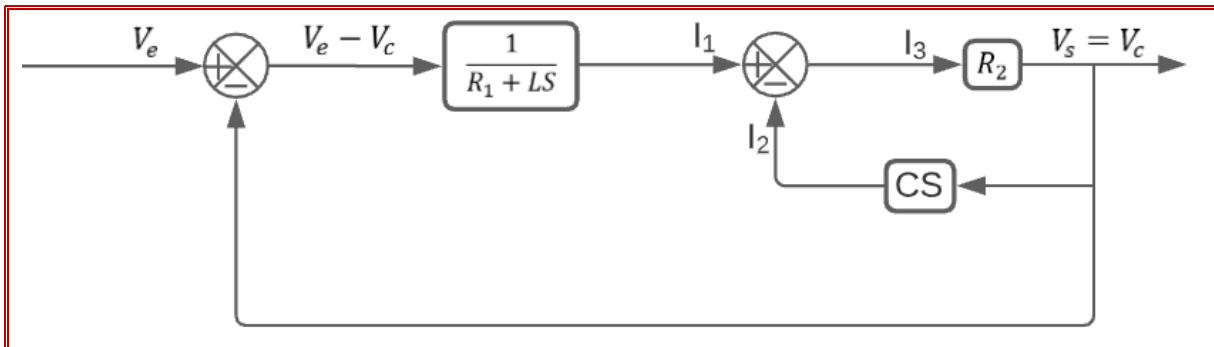 V_e
V_e − V_c
1
R_1 + LS
I_1
I_3
R_2
V_s = V_c
I_2
CS